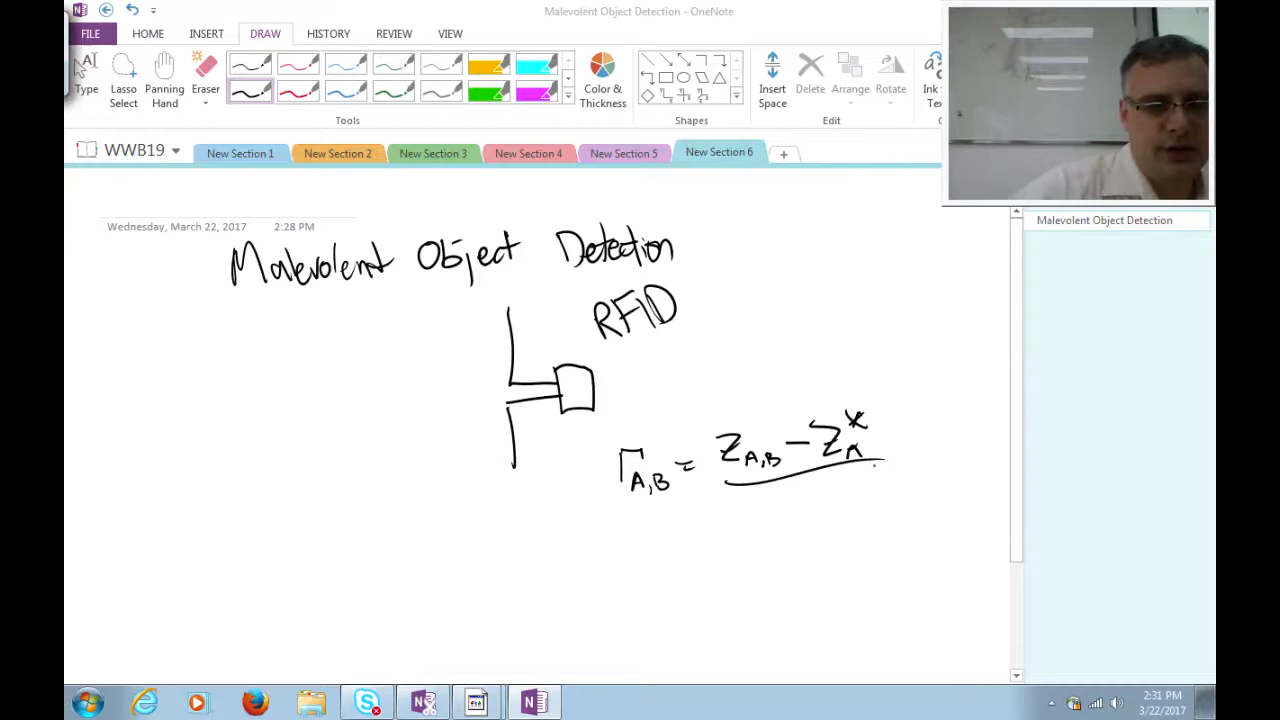 Malevolent Object Detection - OneNote
FILE HOME INSERT DRAW HISTORY REVIEW VIEW
Type Lasso Select Panning Hand Eraser Color & Thickness Insert Space Delete Arrange Rotate Ink to
Tools Shapes Edit
WWB19 New Section 1 New Section 2 New Section 3 New Section 4 New Section 5 New Section 6
Malevolent Object Detection
Wednesday, March 22, 2017 2:28 PM
Malevolent Object Detection
RFID
Γ_A,B = Z_A,B - Z_A^*
2:31 PM
3/22/2017